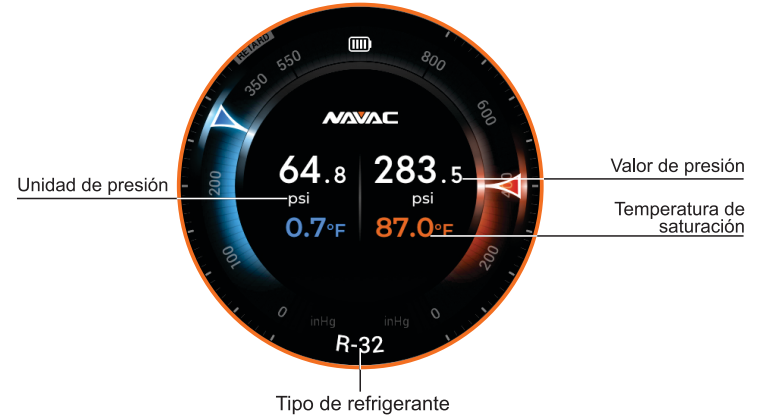 RETARD
550
350
200
100
0
800
600
400
200
0
NAVAC
64.8
283.5
psi
psi
0.7°F
87.0°F
inHg
inHg
R-32
Unidad de presión
Valor de presión
Temperatura de
saturación
Tipo de refrigerante